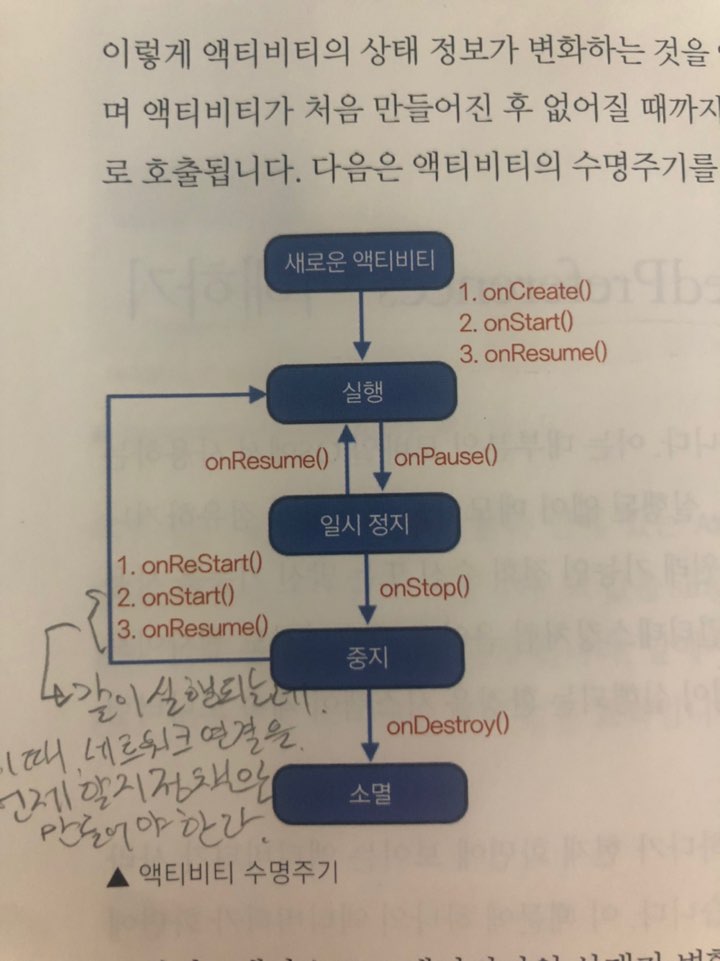 이렇게 액티비티의 상태 정보가 변화하는 것을
며 액티비티가 처음 만들어진 후 없어질 때까지
로 호출됩니다. 다음은 액티비티의 수명주기를
새로운 액티비티
1. onCreate()
2. onStart()
3. onResume()
실행
onResume()
onPause()
일시 정지
1. onReStart()
2. onStart()
3. onResume()
onStop()
중지
같이 실행되는데.
이때, 네트워크 연결을
언제 할지 정책을
만들어야 한다.
onDestroy()
소멸
▲ 액티비티 수명주기